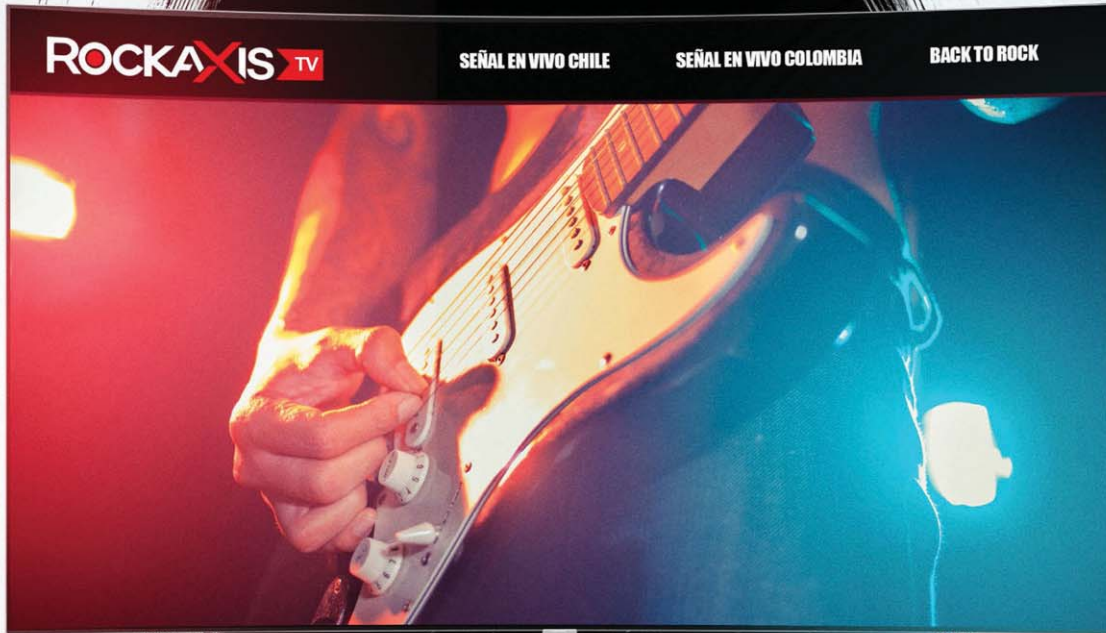 ROCKAXIS TV
SEÑAL EN VIVO CHILE
SEÑAL EN VIVO COLOMBIA
BACK TO ROCK